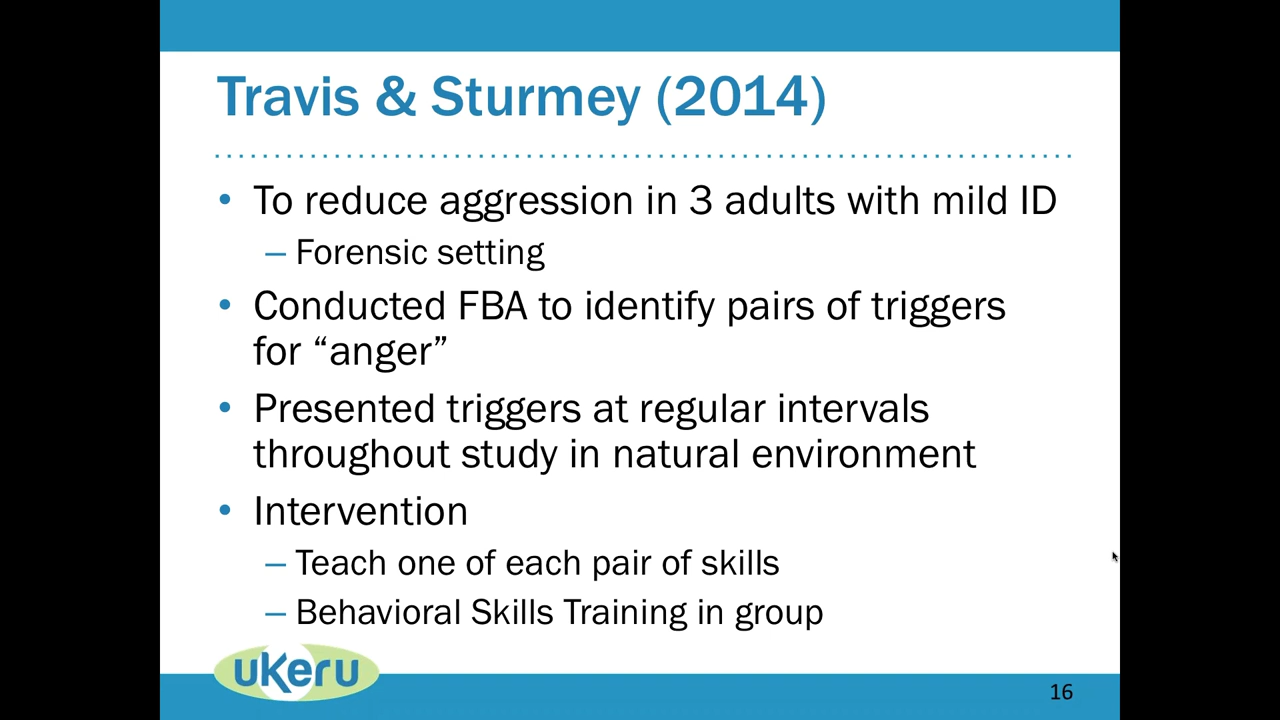 Travis & Sturmey (2014)
• To reduce aggression in 3 adults with mild ID
– Forensic setting
• Conducted FBA to identify pairs of triggers
for “anger”
• Presented triggers at regular intervals
throughout study in natural environment
• Intervention
– Teach one of each pair of skills
– Behavioral Skills Training in group
ukeru
16